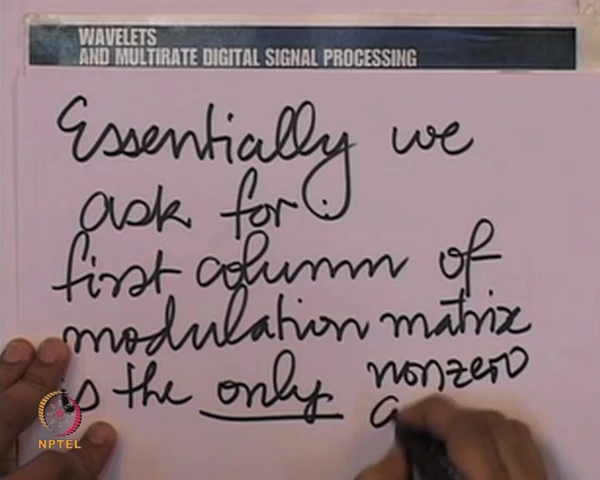 WAVELETS
AND MULTIRATE DIGITAL SIGNAL PROCESSING
Essentially we
ask for:
first column of
modulation matrix
is the only nonzero
NPTEL